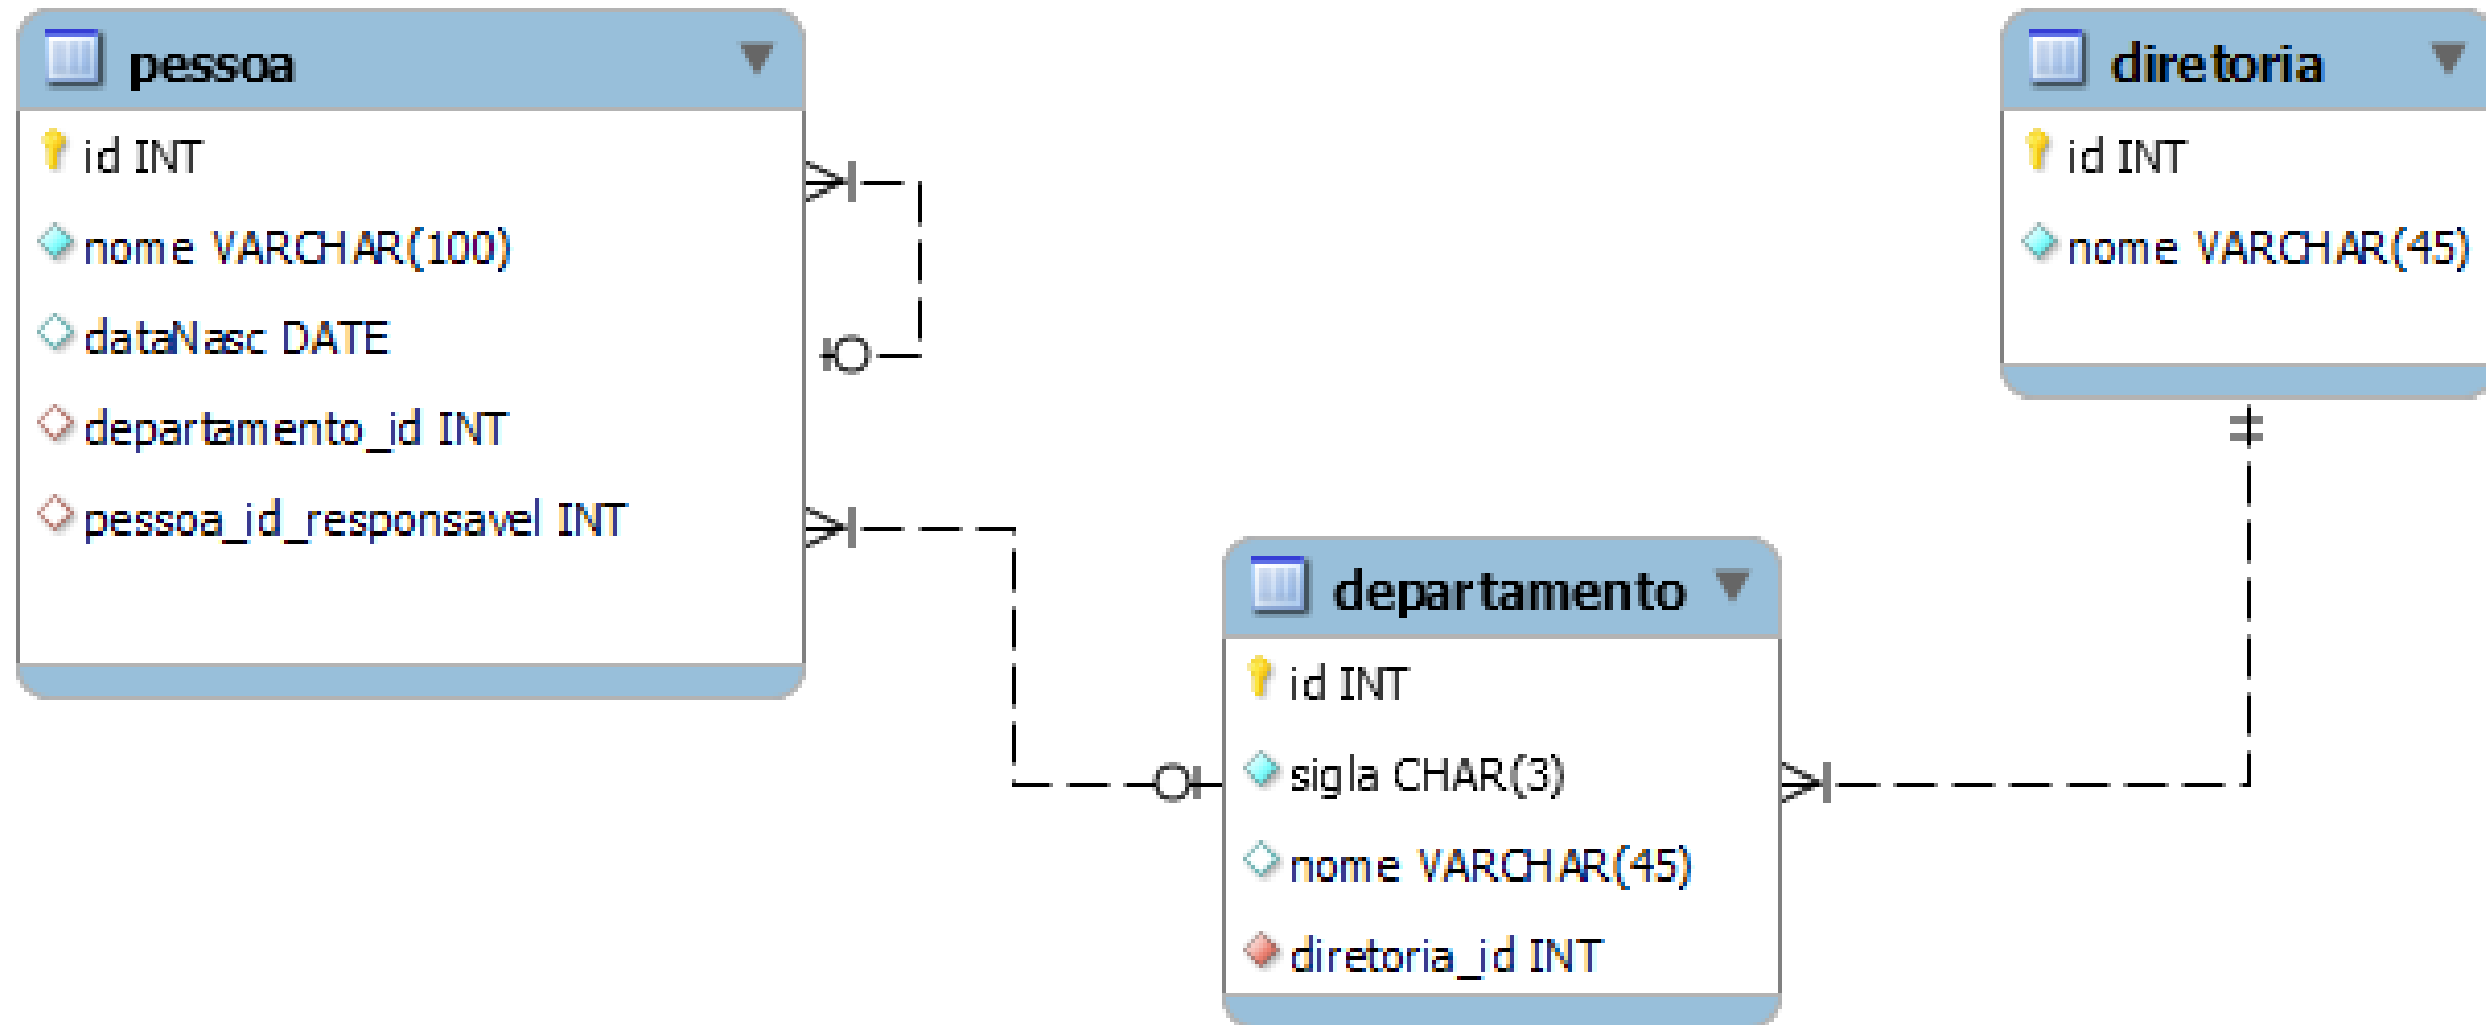 pessoa
id INT
nome VARCHAR(100)
dataNasc DATE
departamento_id INT
pessoa_id_responsavel INT
diretoria
id INT
nome VARCHAR(45)
departamento
id INT
sigla CHAR(3)
nome VARCHAR(45)
diretoria_id INT